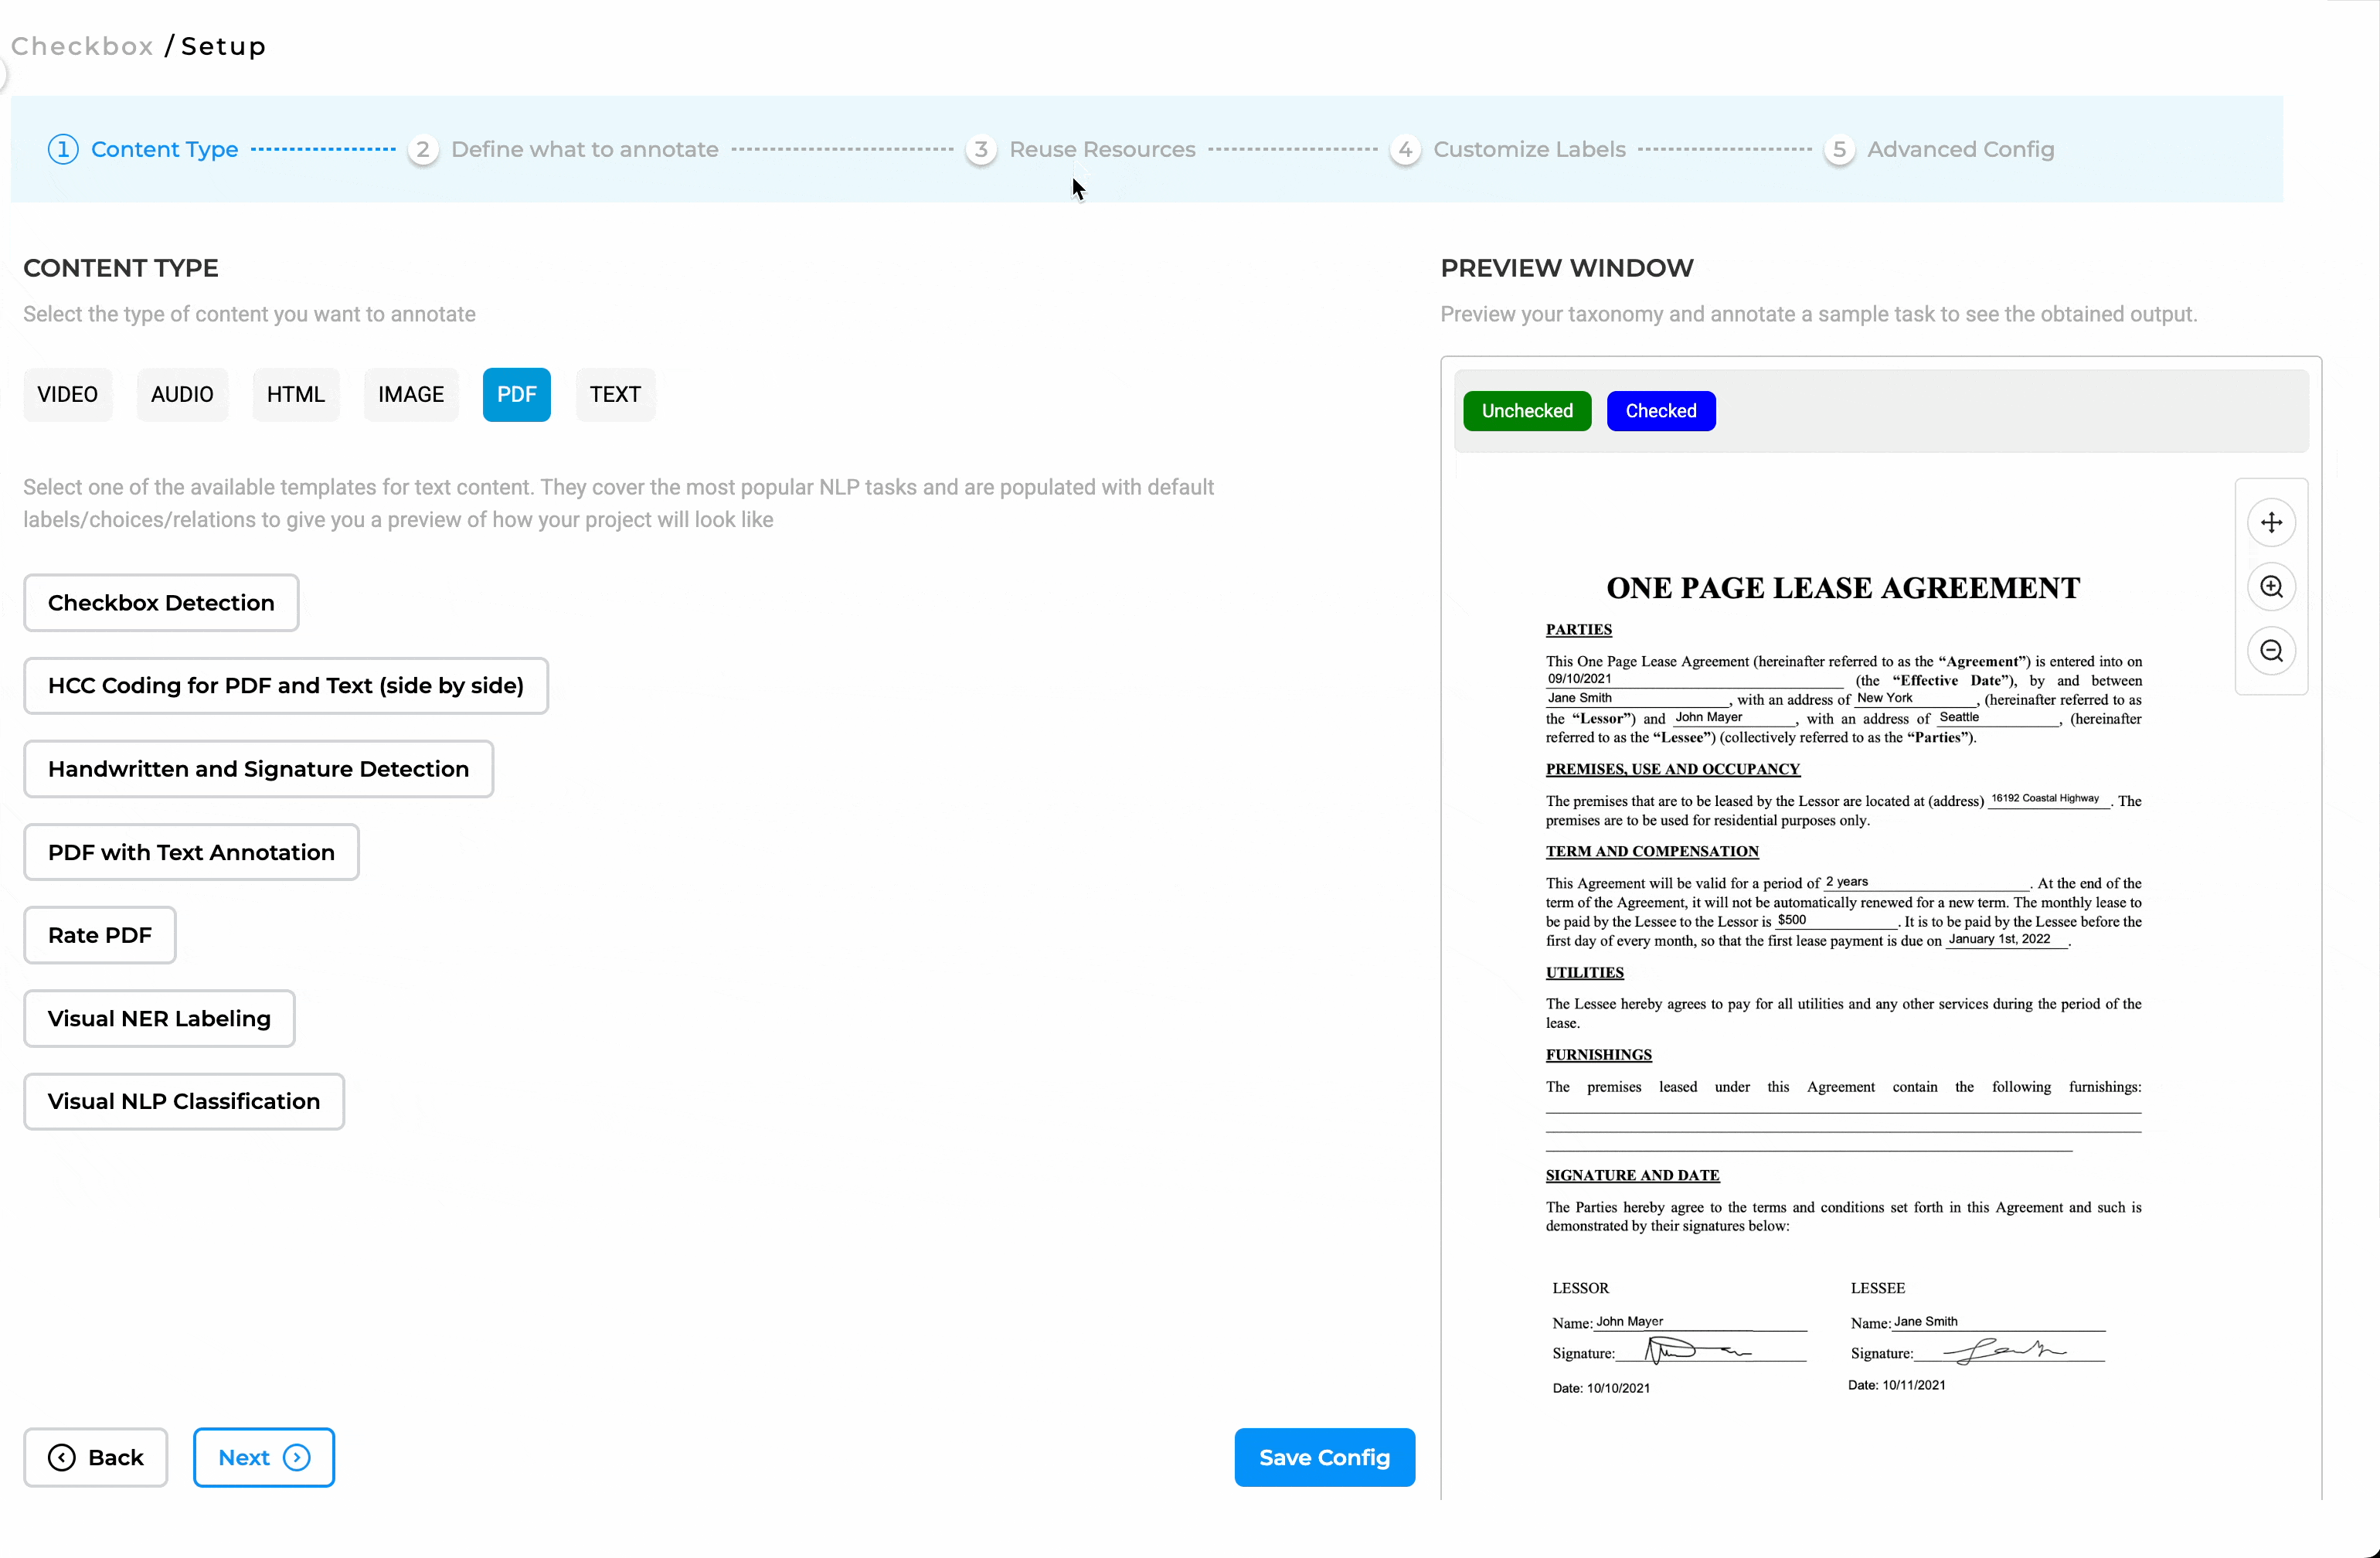 Checkbox / Setup
1 Content Type 2 Define what to annotate 3 Reuse Resources 4 Customize Labels 5 Advanced Config
CONTENT TYPE
Select the type of content you want to annotate
VIDEO AUDIO HTML IMAGE PDF TEXT
Select one of the available templates for text content. They cover the most popular NLP tasks and are populated with default
labels/choices/relations to give you a preview of how your project will look like
Checkbox Detection
HCC Coding for PDF and Text (side by side)
Handwritten and Signature Detection
PDF with Text Annotation
Rate PDF
Visual NER Labeling
Visual NLP Classification
Back Next Save Config
PREVIEW WINDOW
Preview your taxonomy and annotate a sample task to see the obtained output.
Unchecked Checked
ONE PAGE LEASE AGREEMENT
PARTIES
This One Page Lease Agreement (hereinafter referred to as the “Agreement”) is entered into on
09/10/2021 (the “Effective Date”), by and between
Jane Smith, with an address of New York, (hereinafter referred to as
the “Lessor”) and John Mayer, with an address of Seattle, (hereinafter
referred to as the “Lessee”) (collectively referred to as the “Parties”).
PREMISES, USE AND OCCUPANCY
The premises that are to be leased by the Lessor are located at (address) 16192 Coastal Highway. The
premises are to be used for residential purposes only.
TERM AND COMPENSATION
This Agreement will be valid for a period of 2 years. At the end of the
term of the Agreement, it will not be automatically renewed for a new term. The monthly lease to
be paid by the Lessee to the Lessor is $500. It is to be paid by the Lessee before the
first day of every month, so that the first lease payment is due on January 1st, 2022.
UTILITIES
The Lessee hereby agrees to pay for all utilities and any other services during the period of the
lease.
FURNISHINGS
The premises leased under this Agreement contain the following furnishings:
SIGNATURE AND DATE
The Parties hereby agree to the terms and conditions set forth in this Agreement and such is
demonstrated by their signatures below:
LESSOR LESSEE
Name: John Mayer Name: Jane Smith
Signature: Signature:
Date: 10/10/2021 Date: 10/11/2021